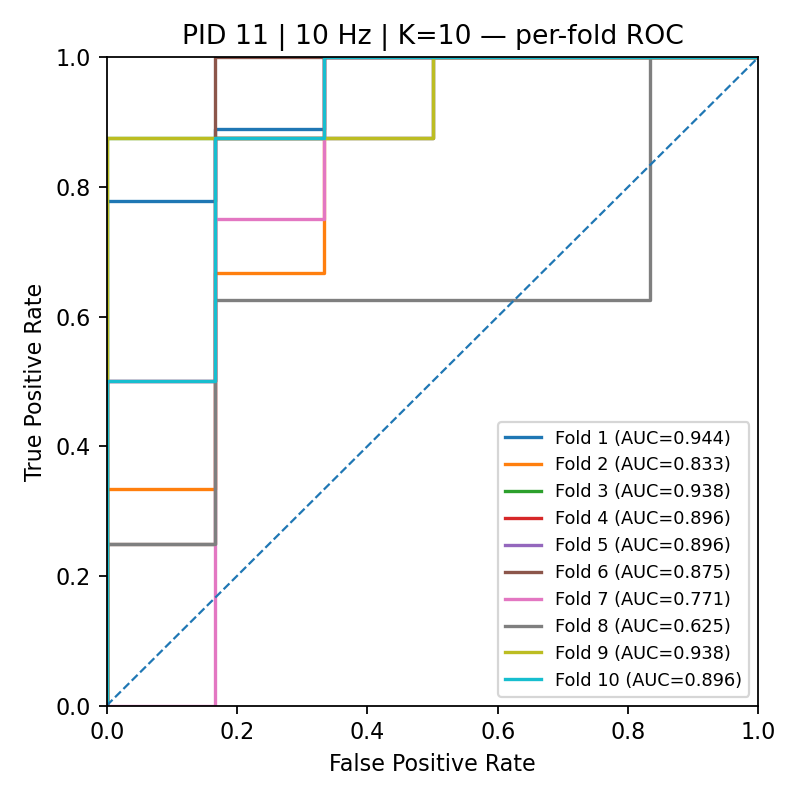 PID 11 | 10 Hz | K=10 — per-fold ROC
1.0
0.8
0.6
0.4
0.2
0.0
True Positive Rate
Fold 1 (AUC=0.944)
Fold 2 (AUC=0.833)
Fold 3 (AUC=0.938)
Fold 4 (AUC=0.896)
Fold 5 (AUC=0.896)
Fold 6 (AUC=0.875)
Fold 7 (AUC=0.771)
Fold 8 (AUC=0.625)
Fold 9 (AUC=0.938)
Fold 10 (AUC=0.896)
0.0 0.2 0.4 0.6 0.8 1.0
False Positive Rate